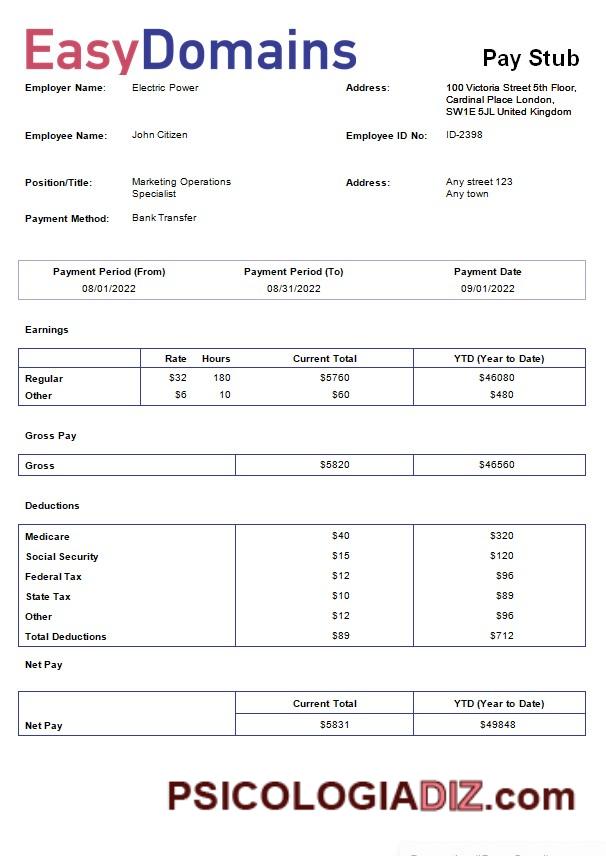 EasyDomains
Pay Stub
Employer Name: Electric Power Address: 100 Victoria Street 5th Floor,
Cardinal Place London,
SW1E 5JL United Kingdom
Employee Name: John Citizen Employee ID No: ID-2398
Position/Title: Marketing Operations Address: Any street 123
Specialist Any town
Payment Method: Bank Transfer
Payment Period (From) Payment Period (To) Payment Date
08/01/2022 08/31/2022 09/01/2022
Earnings
Rate Hours Current Total YTD (Year to Date)
Regular $32 180 $5760 $46080
Other $6 10 $60 $480
Gross Pay
Gross $5820 $46560
Deductions
Medicare $40 $320
Social Security $15 $120
Federal Tax $12 $96
State Tax $10 $89
Other $12 $96
Total Deductions $89 $712
Net Pay
Current Total YTD (Year to Date)
Net Pay $5831 $49848
PSICOLOGIADIZ.com